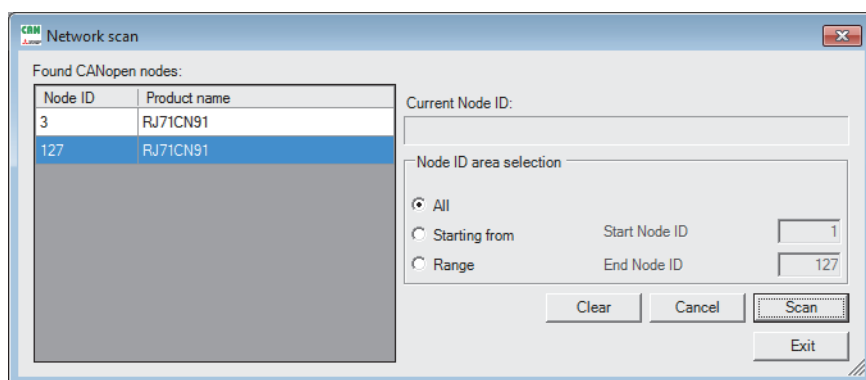 CAN Network scan
Found CANopen nodes:
Node ID Product name
3 RJ71CN91
127 RJ71CN91
Current Node ID:
Node ID area selection
All
Starting from Start Node ID 1
Range End Node ID 127
Clear Cancel Scan
Exit